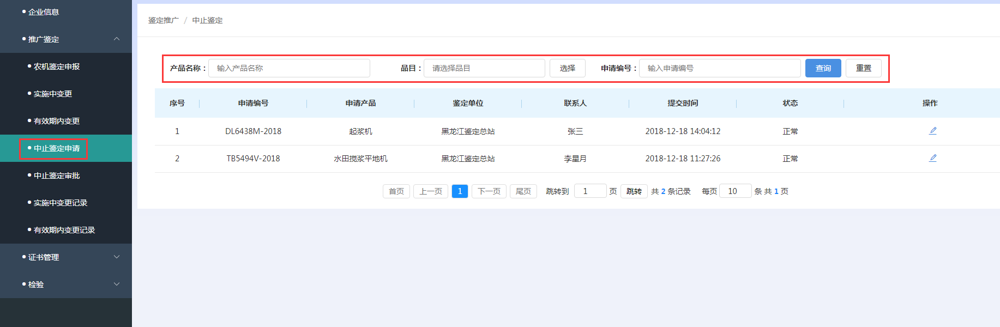 企业信息
推广鉴定
农机鉴定申报
实施中变更
有效期内变更
中止鉴定申请
中止鉴定审批
实施中变更记录
有效期内变更记录
证书管理
检验
鉴定推广 / 中止鉴定
产品名称： 输入产品名称 品目： 请选择品目 选择 申请编号： 输入申请编号 查询 重置
序号 申请编号 申请产品 鉴定单位 联系人 提交时间 状态 操作
1 DL6438M-2018 起浆机 黑龙江鉴定总站 张三 2018-12-18 14:04:12 正常
2 TB5494V-2018 水田搅浆平地机 黑龙江鉴定总站 李星月 2018-12-18 11:27:26 正常
首页 上一页 1 下一页 尾页 跳转到 1 页 跳转 共 2 条记录 每页 10 条 共 1 页